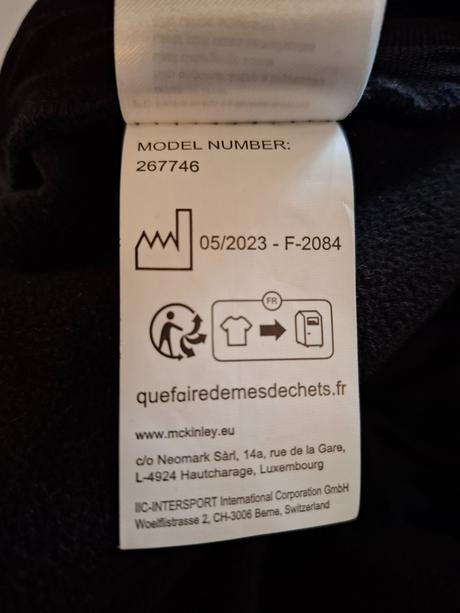 MODEL NUMBER:
267746
05/2023 - F-2084
FR
quefairedemesdechets.fr
www.mckinley.eu
c/o Neomark Sàrl, 14a, rue de la Gare,
L-4924 Hautcharage, Luxembourg
IIC-INTERSPORT International Corporation GmbH
Woelflistrasse 2, CH-3006 Berne, Switzerland